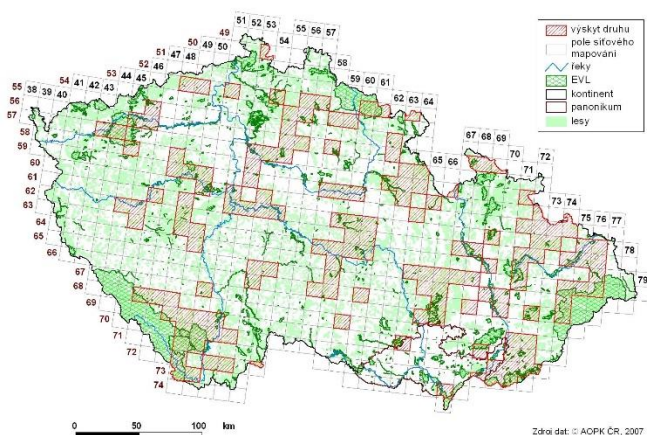 51 52 53 55 56 57
49 54
50
51 47 48 49 50 58
52 46 59 60 61
53 44 45
54 41 42 43 62 63 64
55 38 39 40
56
57
58 65 66 67 68 69
59 70 72
60 71
61
62 73 74
63 75 76 77
64
65 78
66
67 79
68
69
70
71
72
73
74
výskyt druhu
pole síťového
mapování
řeky
EVL
kontinent
panonikum
lesy
0 50 100 km
Zdroj dat: © AOPK ČR, 2007